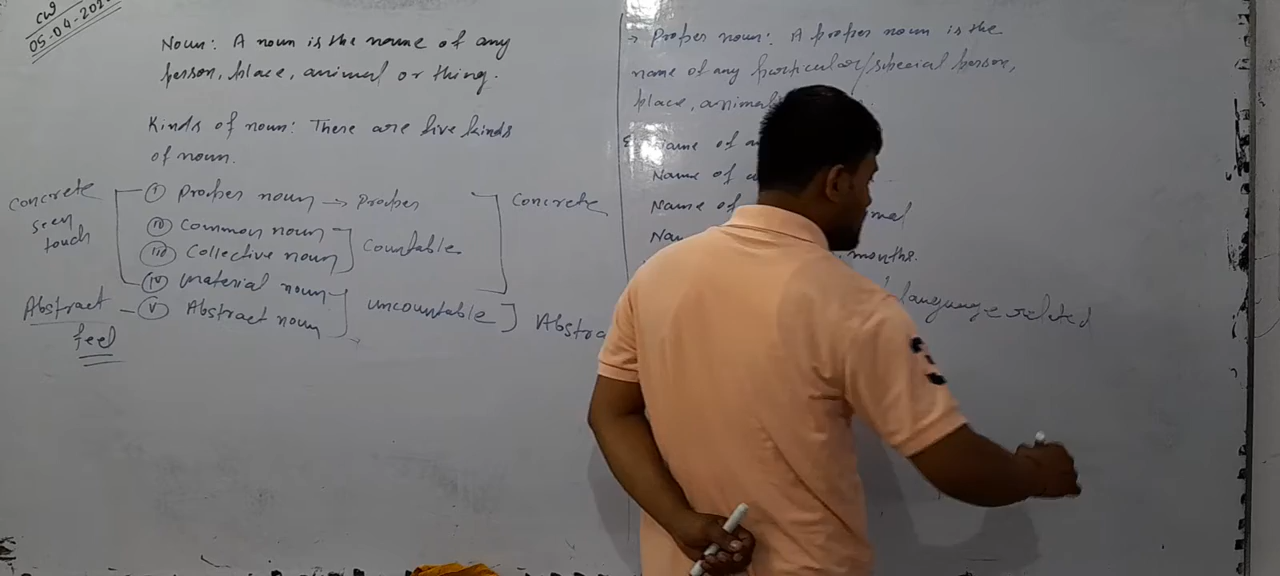 CW
05-04-202
Noun: A noun is the name of any
person, place, animal or thing.
Kinds of noun: There are five kinds
of noun.
Concrete
seen
touch
(i) Proper noun → Proper
(ii) Common noun
(iii) Collective noun
Countable
(iv) Material noun
(v) Abstract noun
uncountable
Concrete
Abstrac
Abstract
feel
→ Proper noun: A proper noun is the
name of any particular/special person,
place, animal
Name of
Name of
Name of
months.
language related
3